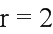 r = 2